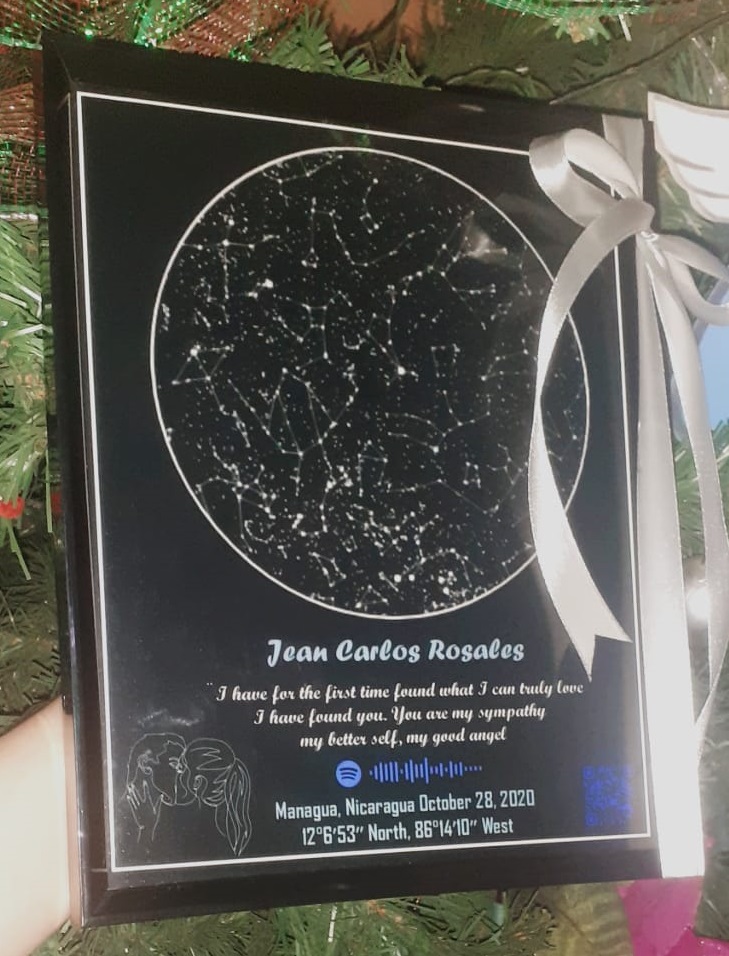 Jean Carlos Rosales
¨I have for the first time found what I can truly love
I have found you. You are my sympathy
my better self, my good angel
Managua, Nicaragua October 28, 2020
12°6′53″ North, 86°14′10″ West